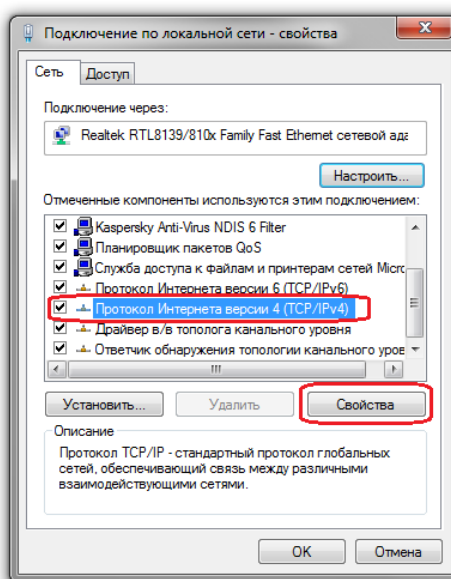 Подключение по локальной сети - свойства
Сеть
Доступ
Подключение через:
Realtek RTL8139/810x Family Fast Ethernet сетевой ада
Настроить...
Отмеченные компоненты используются этим подключением:
Kaspersky Anti-Virus NDIS 6 Filter
Планировщик пакетов QoS
Служба доступа к файлам и принтерам сетей Micro
Протокол Интернета версии 6 (TCP/IPv6)
Протокол Интернета версии 4 (TCP/IPv4)
Драйвер в/в тополога канального уровня
Ответчик обнаружения топологии канального уров
Установить...
Удалить
Свойства
Описание
Протокол TCP/IP - стандартный протокол глобальных
сетей, обеспечивающий связь между различными
взаимодействующими сетями.
OK
Отмена